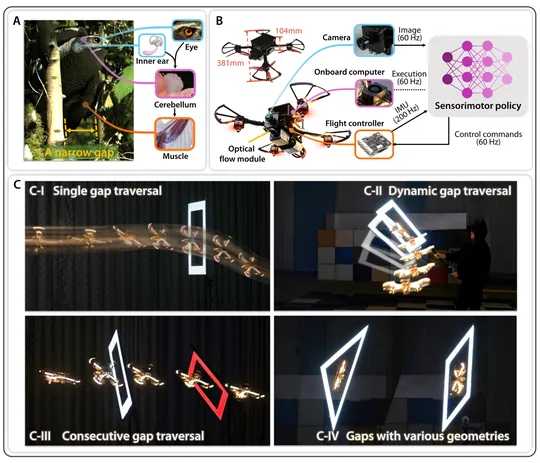 A
Eye
Inner ear
Cerebellum
A narrow gap
Muscle
B
104mm
381mm
Camera
Image
(60 Hz)
Onboard computer
Execution
(60 Hz)
Flight controller
IMU
(200 Hz)
Sensorimotor policy
Control commands
(60 Hz)
Optical
flow module
C
C-I Single gap traversal
C-II Dynamic gap traversal
C-III Consecutive gap traversal
C-IV Gaps with various geometries